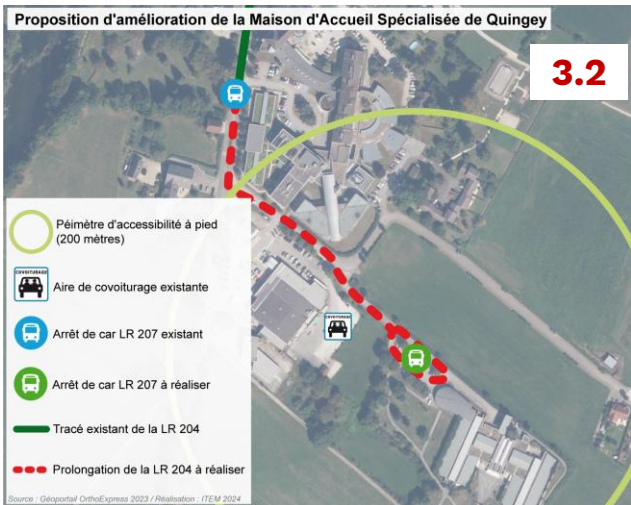 Proposition d'amélioration de la Maison d'Accueil Spécialisée de Quingey
3.2
Péimètre d'accessibilité à pied
(200 mètres)
COVOITURAGE
Aire de covoiturage existante
Arrêt de car LR 207 existant
Arrêt de car LR 207 à réaliser
Tracé existant de la LR 204
Prolongation de la LR 204 à réaliser
COVOITURAGE
Source : Géoportail OrthoExpress 2023 / Réalisation : ITEM 2024